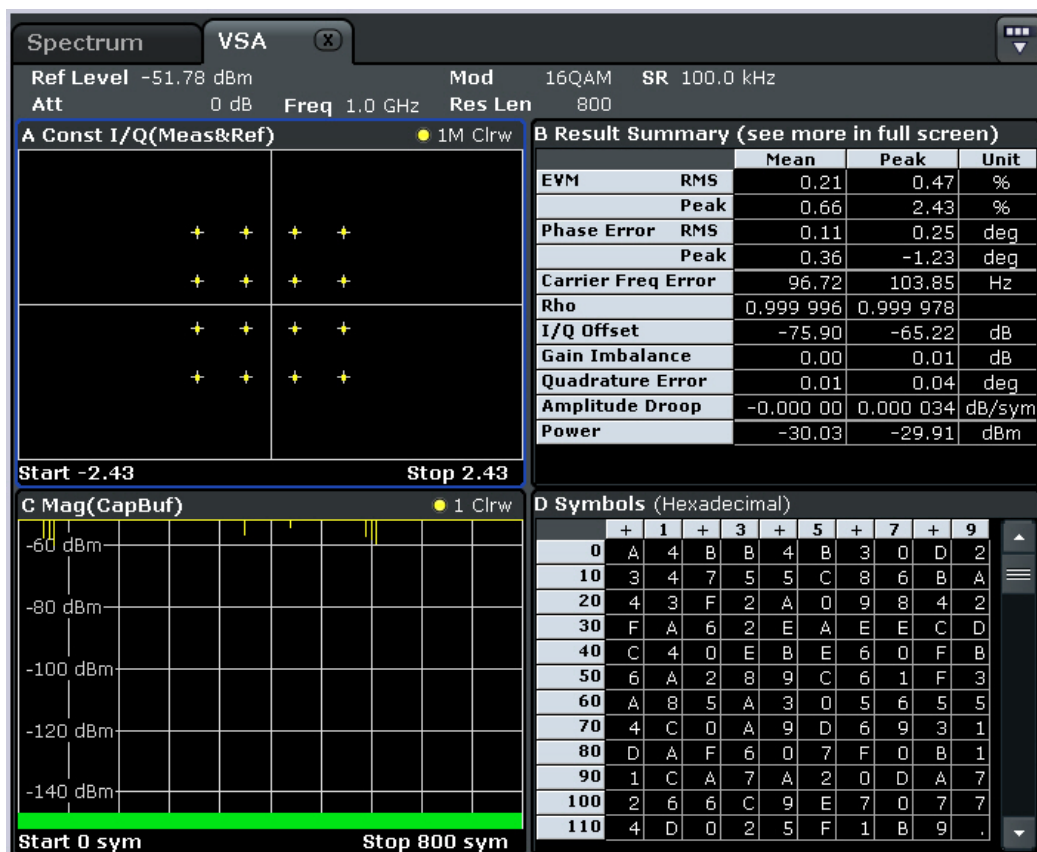 Spectrum VSA X
Ref Level -51.78 dBm Mod 16QAM SR 100.0 kHz
Att 0 dB Freq 1.0 GHz Res Len 800
A Const I/Q(Meas&Ref) 1M Clrw
Start -2.43 Stop 2.43
B Result Summary (see more in full screen)
Mean Peak Unit
EVM RMS 0.21 0.47 %
Peak 0.66 2.43 %
Phase Error RMS 0.11 0.25 deg
Peak 0.36 -1.23 deg
Carrier Freq Error 96.72 103.85 Hz
Rho 0.999 996 0.999 978
I/Q Offset -75.90 -65.22 dB
Gain Imbalance 0.00 0.01 dB
Quadrature Error 0.01 0.04 deg
Amplitude Droop -0.000 00 0.000 034 dB/sym
Power -30.03 -29.91 dBm
C Mag(CapBuf) 1 Clrw
-60 dBm
-80 dBm
-100 dBm
-120 dBm
-140 dBm
Start 0 sym Stop 800 sym
D Symbols (Hexadecimal)
+ 1 + 3 + 5 + 7 + 9
0 A 4 B B 4 B 3 0 D 2
10 3 4 7 5 5 C 8 6 B A
20 4 3 F 2 A 0 9 8 4 2
30 F A 6 2 E A E E C D
40 C 4 0 E B E 6 0 F B
50 6 A 2 8 9 C 6 1 F 3
60 A 8 5 A 3 0 5 6 5 5
70 4 C 0 A 9 D 6 9 3 1
80 D A F 6 0 7 F 0 B 1
90 1 C A 7 A 2 0 D A 7
100 2 6 6 C 9 E 7 0 7 7
110 4 D 0 2 5 F 1 B 9 .